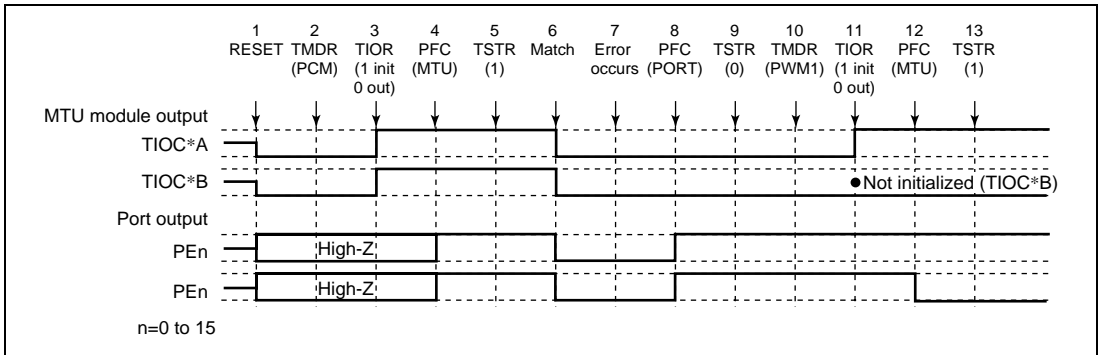 1 2 3 4 5 6 7 8 9 10 11 12 13
RESET TMDR TIOR PFC TSTR Match Error PFC TSTR TMDR TIOR PFC TSTR
(PCM) (1 init (MTU) (1) occurs (PORT) (0) (PWM1) (1 init (MTU) (1)
0 out) 0 out)
MTU module output
TIOC*A
TIOC*B
●Not initialized (TIOC*B)
Port output
PEn
High-Z
PEn
High-Z
n=0 to 15